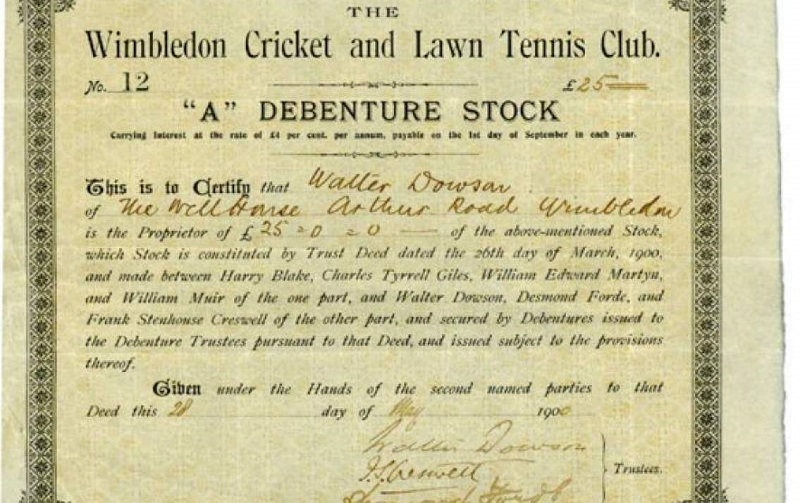 THE
Wimbledon Cricket and Lawn Tennis Club.
No. 12 £25
"A" DEBENTURE STOCK
Carrying Interest at the rate of £4 per cent. per annum, payable on the 1st day of September in each year.
This is to Certify that Walter Dowson
of The Well House Arthur Road Wimbledon
is the Proprietor of £ 25 = 0 = 0 — of the above-mentioned Stock,
which Stock is constituted by Trust Deed dated the 26th day of March, 1900,
and made between Harry Blake, Charles Tyrrell Giles, William Edward Martyn,
and William Muir of the one part, and Walter Dowson, Desmond Forde, and
Frank Stenhouse Creswell of the other part, and secured by Debentures issued to
the Debenture Trustees pursuant to that Deed, and issued subject to the provisions
thereof.
Given under the Hands of the second named parties to that
Deed this 28 day of May 1900
Walter Dowson
F.S. Creswell
Trustees.
Desmond Forde